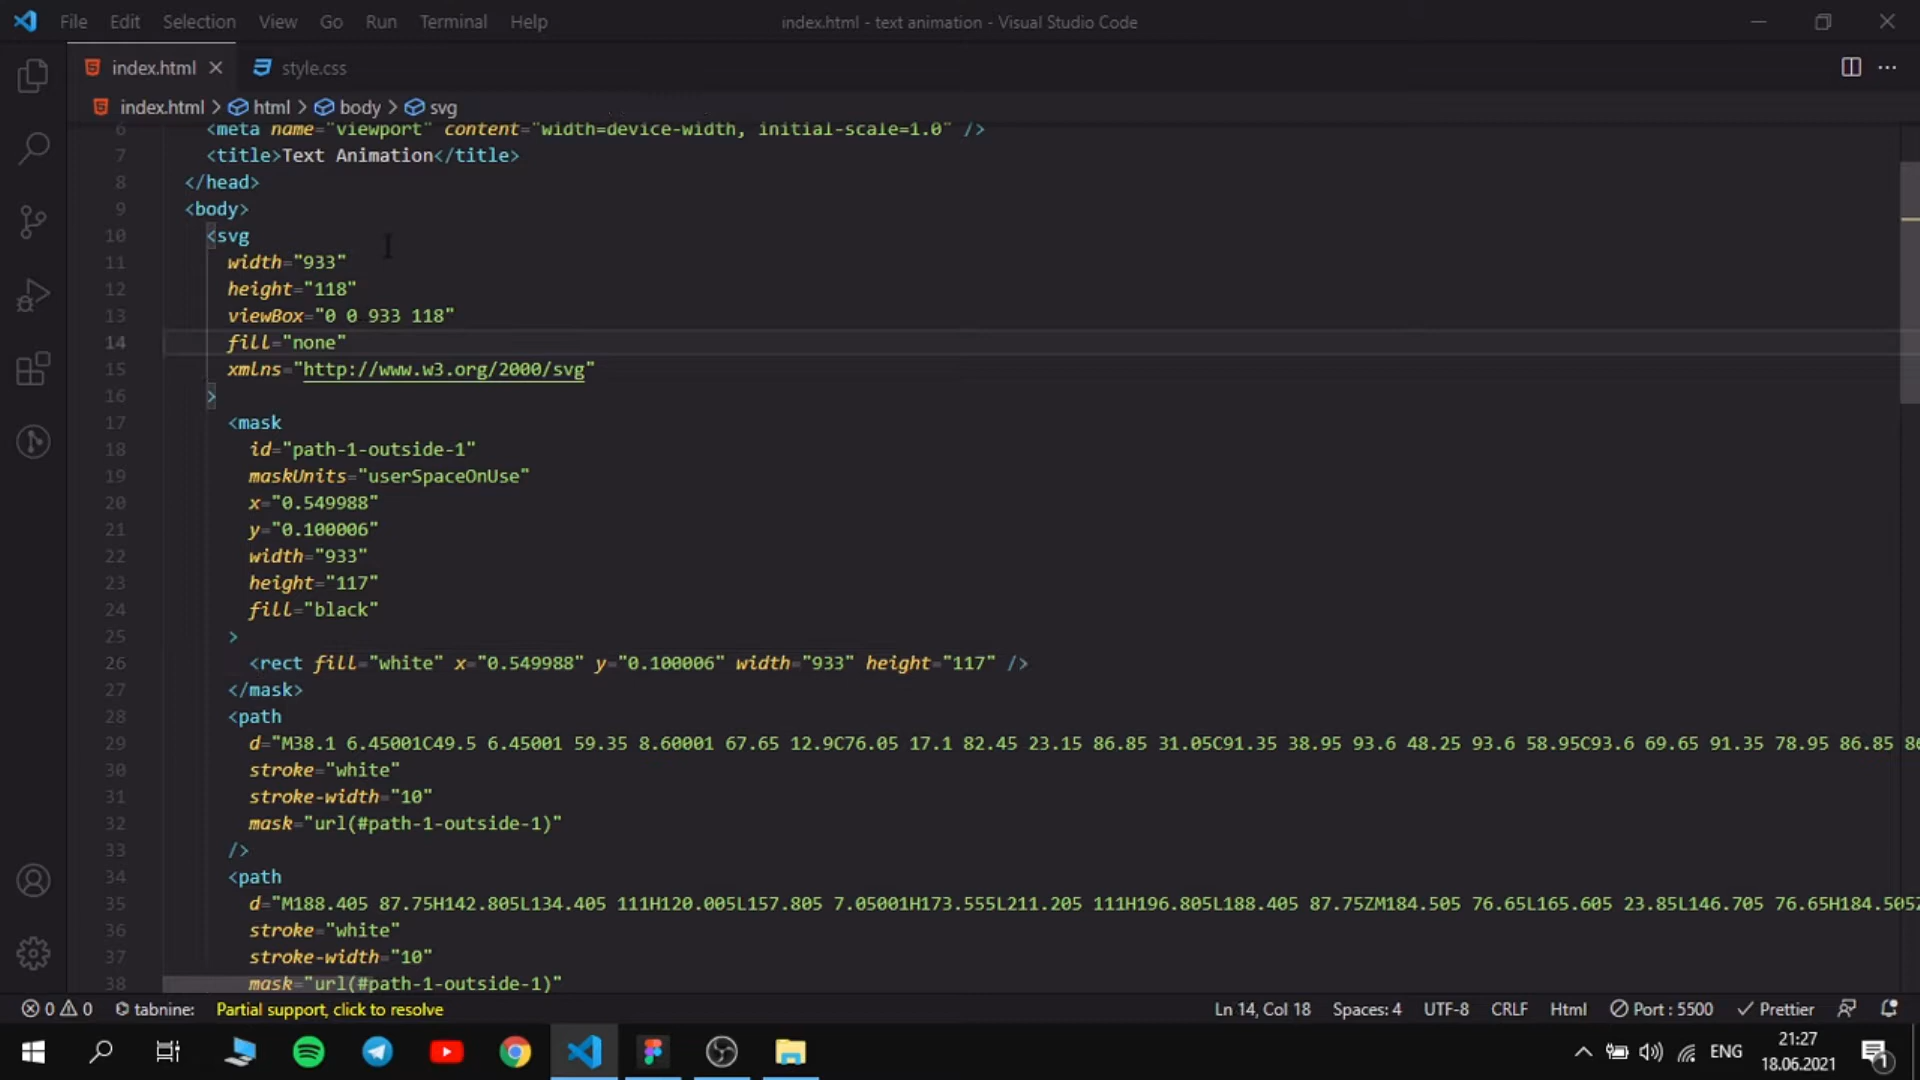 File Edit Selection View Go Run Terminal Help index.html - text animation - Visual Studio Code
index.html style.css
index.html > html > body > svg
6 <meta name="viewport" content="width=device-width, initial-scale=1.0" />
7 <title>Text Animation</title>
8 </head>
9 <body>
10 <svg
11 width="933"
12 height="118"
13 viewBox="0 0 933 118"
14 fill="none"
15 xmlns="http://www.w3.org/2000/svg"
16 >
17 <mask
18 id="path-1-outside-1"
19 maskUnits="userSpaceOnUse"
20 x="0.549988"
21 y="0.100006"
22 width="933"
23 height="117"
24 fill="black"
25 >
26 <rect fill="white" x="0.549988" y="0.100006" width="933" height="117" />
27 </mask>
28 <path
29 d="M38.1 6.45001C49.5 6.45001 59.35 8.60001 67.65 12.9C76.05 17.1 82.45 23.15 86.85 31.05C91.35 38.95 93.6 48.25 93.6 58.95C93.6 69.65 91.35 78.95 86.85
30 stroke="white"
31 stroke-width="10"
32 mask="url(#path-1-outside-1)"
33 />
34 <path
35 d="M188.405 87.75H142.805L134.405 111H120.005L157.805 7.05001H173.555L211.205 111H196.805L188.405 87.75ZM184.505 76.65L165.605 23.85L146.705 76.65H184.505Z
36 stroke="white"
37 stroke-width="10"
38 mask="url(#path-1-outside-1)"
0 0 tabnine: Partial support, click to resolve Ln 14, Col 18 Spaces: 4 UTF-8 CRLF Html Port : 5500 Prettier
ENG 21:27
18.06.2021
1